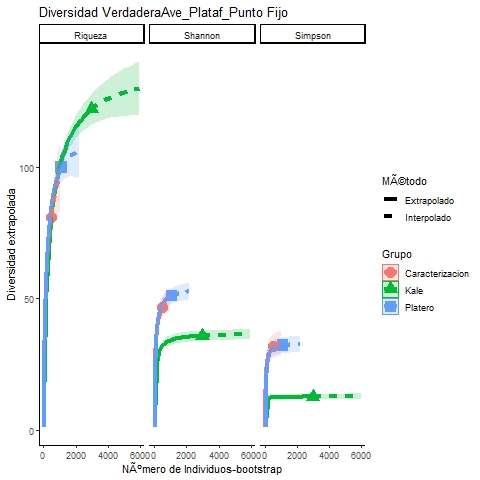 Diversidad VerdaderaAve_Plataf_Punto Fijo
Riqueza
Shannon
Simpson
Diversidad extrapolada
100
50
0
0 2000 4000 6000
0 2000 4000 6000
0 2000 4000 6000
NÃºmero de Individuos-bootstrap
MÃ©todo
Extrapolado
Interpolado
Grupo
Caracterizacion
Kale
Platero